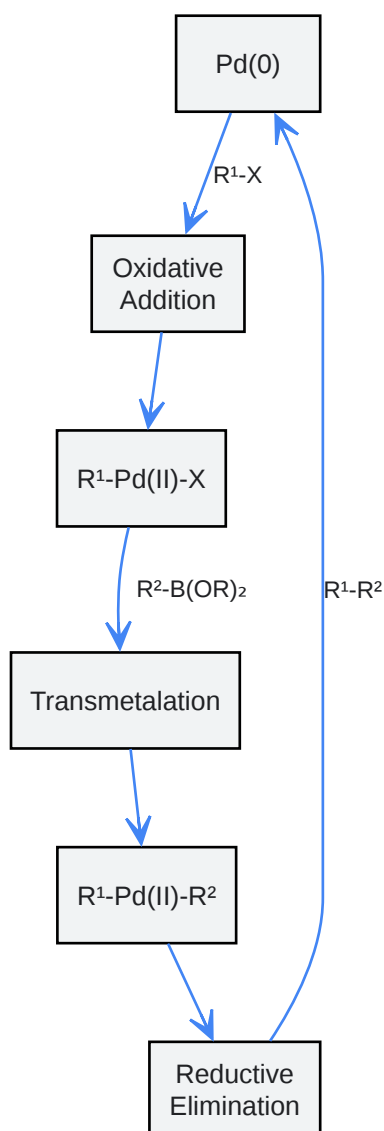 Pd(0)
R¹-X
Oxidative
Addition
R¹-Pd(II)-X
R²-B(OR)₂
R¹-R²
Transmetalation
R¹-Pd(II)-R²
Reductive
Elimination